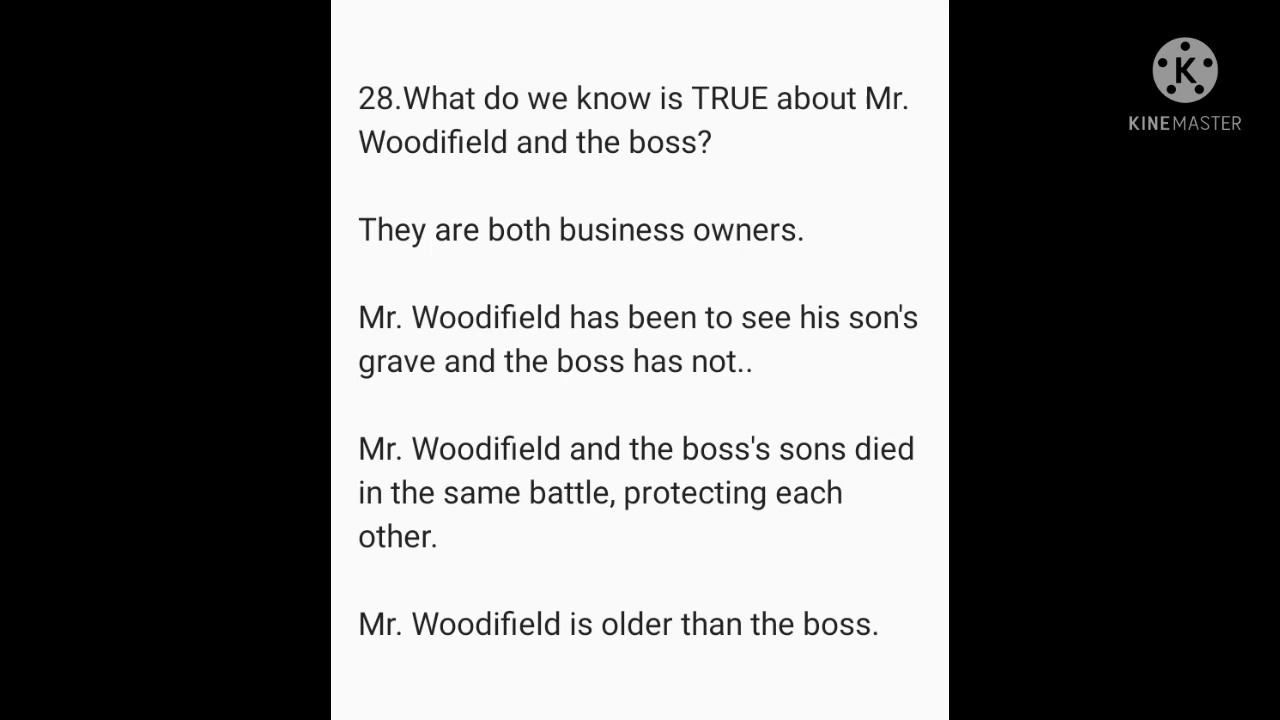 28.What do we know is TRUE about Mr.
Woodifield and the boss?
They are both business owners.
Mr. Woodifield has been to see his son's
grave and the boss has not..
Mr. Woodifield and the boss's sons died
in the same battle, protecting each
other.
Mr. Woodifield is older than the boss.
K
KINEMASTER